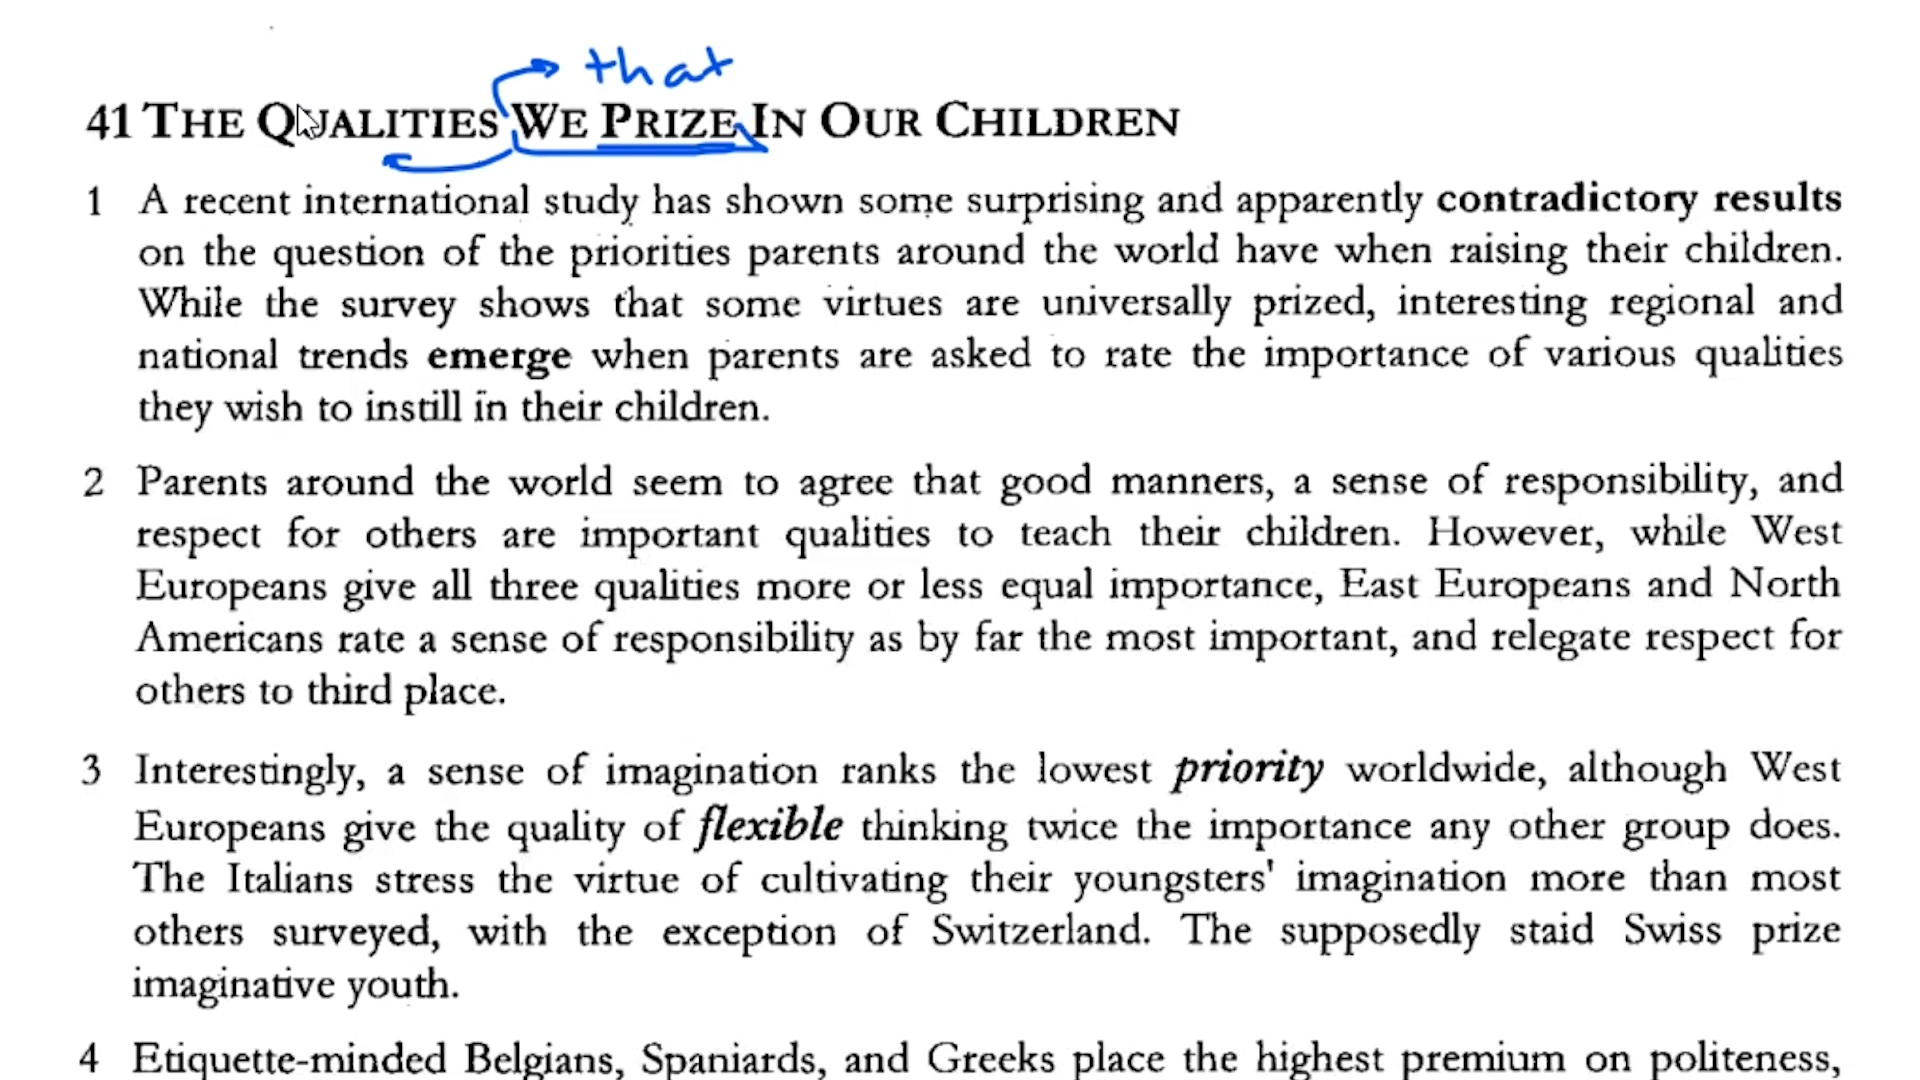 that
41 THE QUALITIES WE PRIZE IN OUR CHILDREN
1 A recent international study has shown some surprising and apparently contradictory results
on the question of the priorities parents around the world have when raising their children.
While the survey shows that some virtues are universally prized, interesting regional and
national trends emerge when parents are asked to rate the importance of various qualities
they wish to instill in their children.
2 Parents around the world seem to agree that good manners, a sense of responsibility, and
respect for others are important qualities to teach their children. However, while West
Europeans give all three qualities more or less equal importance, East Europeans and North
Americans rate a sense of responsibility as by far the most important, and relegate respect for
others to third place.
3 Interestingly, a sense of imagination ranks the lowest priority worldwide, although West
Europeans give the quality of flexible thinking twice the importance any other group does.
The Italians stress the virtue of cultivating their youngsters' imagination more than most
others surveyed, with the exception of Switzerland. The supposedly staid Swiss prize
imaginative youth.
4 Etiquette-minded Belgians, Spaniards, and Greeks place the highest premium on politeness,